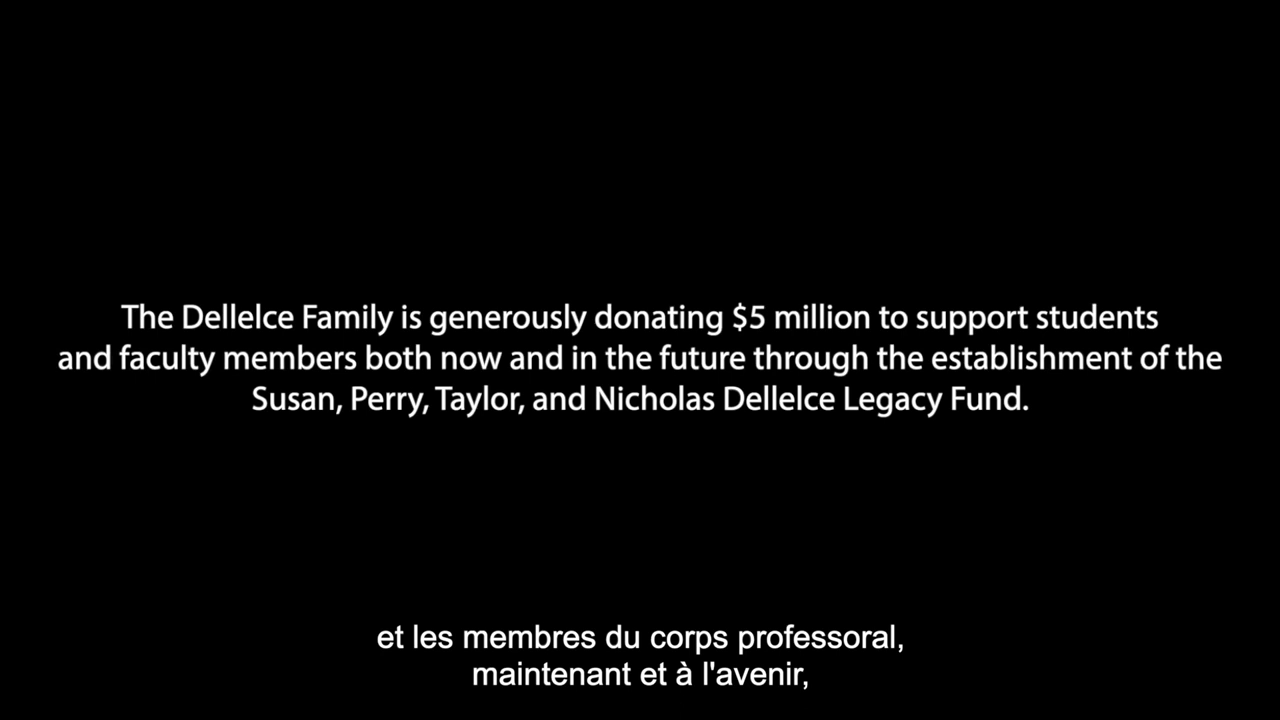 The Dellelce Family is generously donating $5 million to support students
and faculty members both now and in the future through the establishment of the
Susan, Perry, Taylor, and Nicholas Dellelce Legacy Fund.
et les membres du corps professoral,
maintenant et à l'avenir,